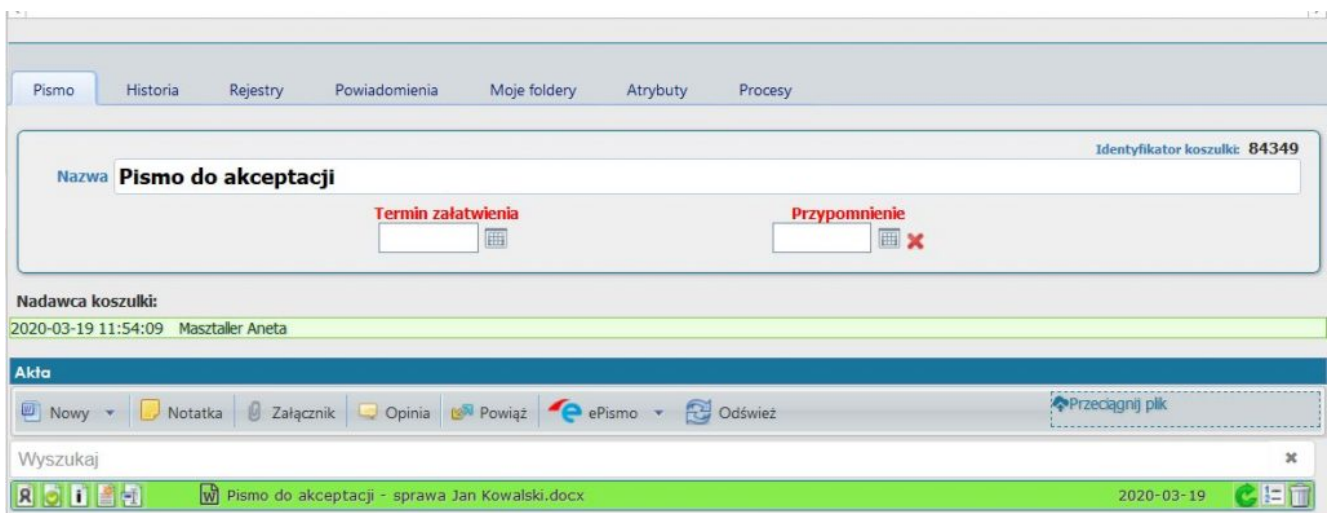 Pismo Historia Rejestry Powiadomienia Moje foldery Atrybuty Procesy
Identyfikator koszulki: 84349
Nazwa Pismo do akceptacji
Termin załatwienia Przypomnienie
Nadawca koszulki:
2020-03-19 11:54:09 Masztaller Aneta
Akta
Nowy Notatka Załącznik Opinia Powiąż ePismo Odśwież Przeciągnij plik
Wyszukaj
Pismo do akceptacji - sprawa Jan Kowalski.docx 2020-03-19